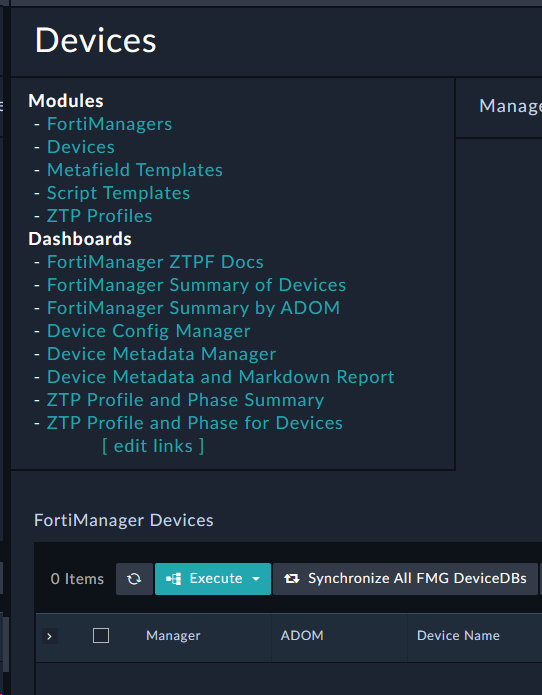 Devices
Modules
- FortiManagers
- Devices
- Metafield Templates
- Script Templates
- ZTP Profiles
Dashboards
- FortiManager ZTPF Docs
- FortiManager Summary of Devices
- FortiManager Summary by ADOM
- Device Config Manager
- Device Metadata Manager
- Device Metadata and Markdown Report
- ZTP Profile and Phase Summary
- ZTP Profile and Phase for Devices
[ edit links ]
Manage
FortiManager Devices
0 Items Execute Synchronize All FMG DeviceDBs
Manager ADOM Device Name